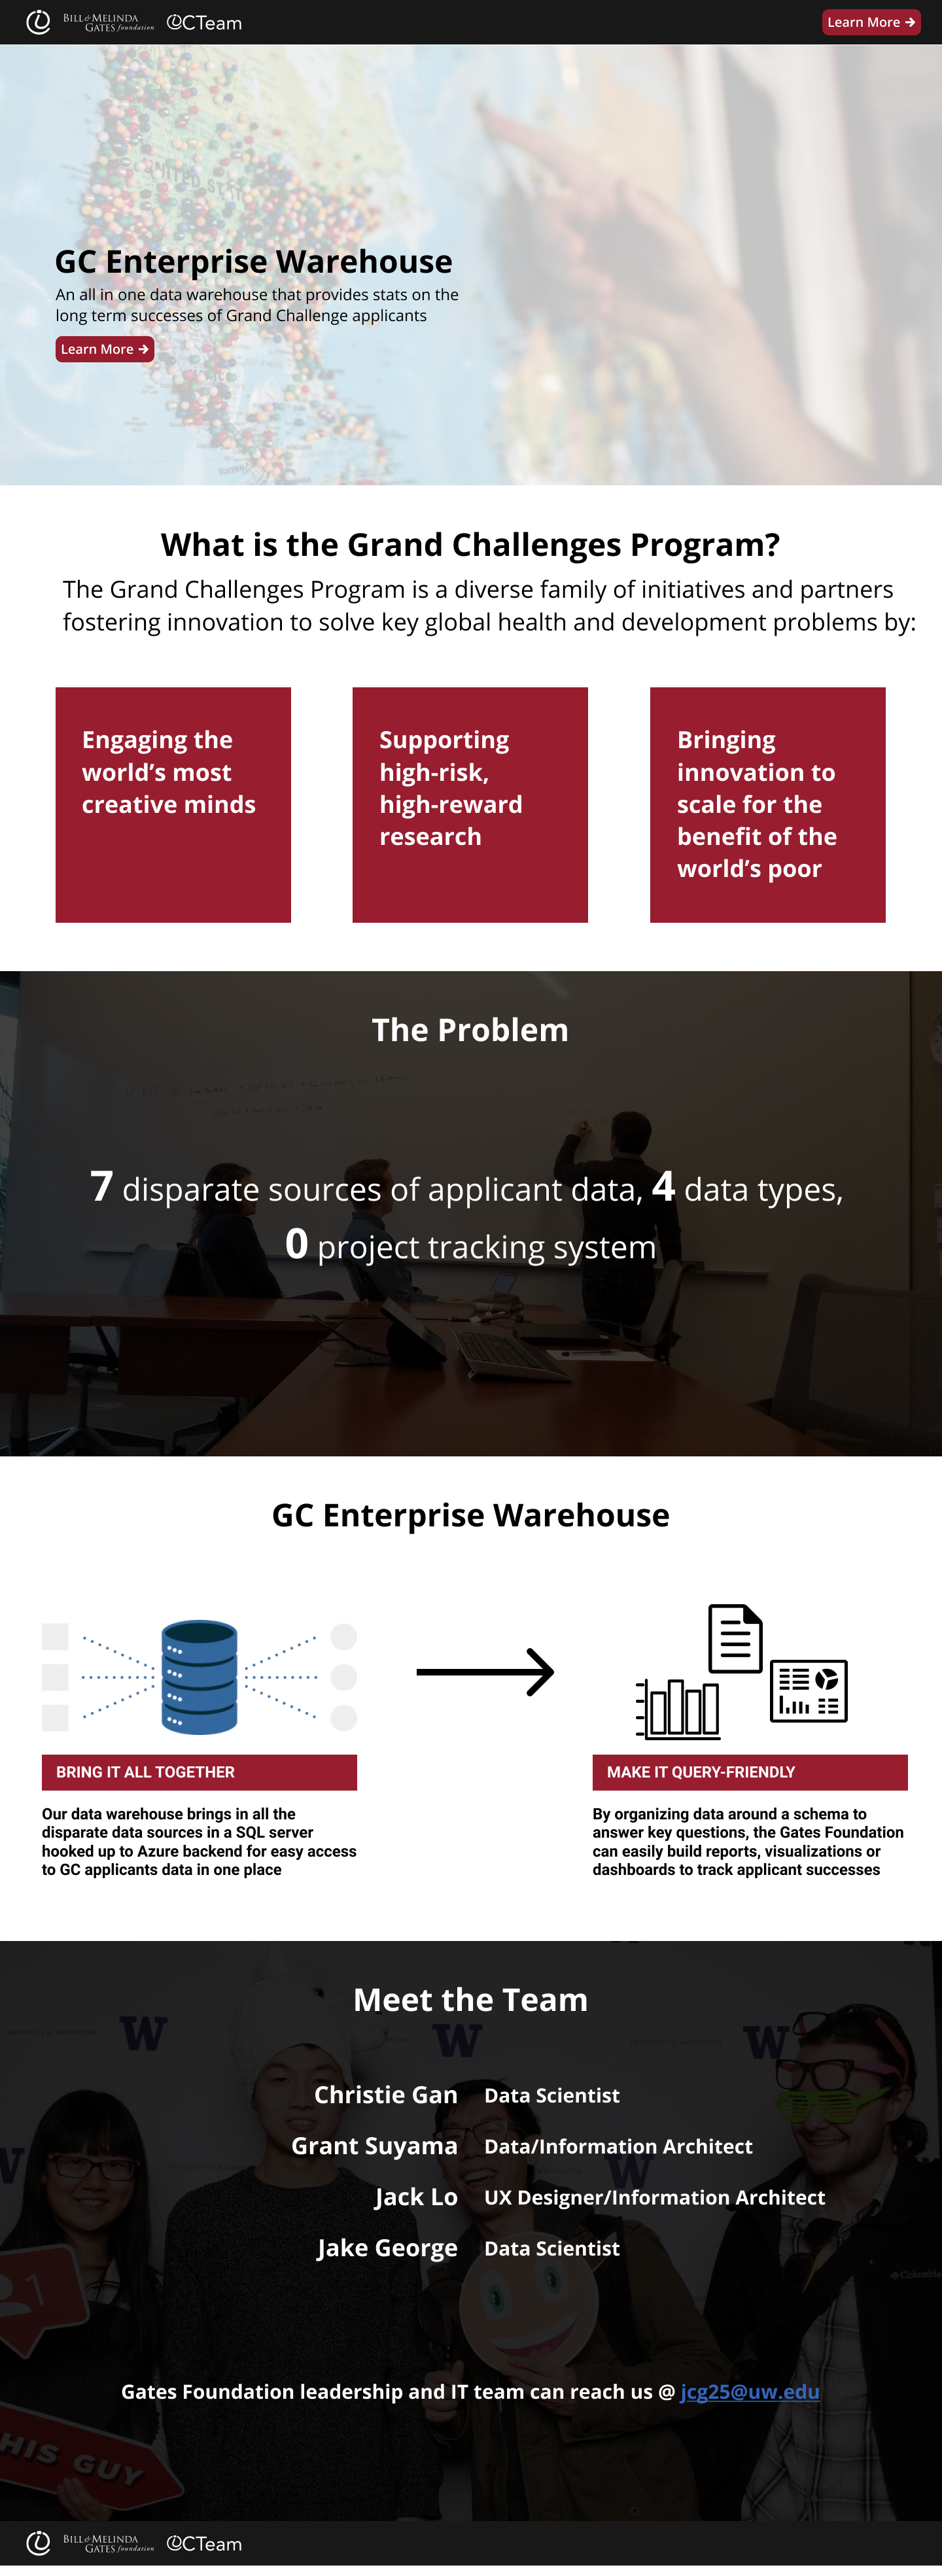 BILL & MELINDA
GATES foundation
CTeam
Learn More →
UNITED STAT
GC Enterprise Warehouse
An all in one data warehouse that provides stats on the
long term successes of Grand Challenge applicants
Learn More →
What is the Grand Challenges Program?
The Grand Challenges Program is a diverse family of initiatives and partners
fostering innovation to solve key global health and development problems by:
Engaging the
world’s most
creative minds
Supporting
high-risk,
high-reward
research
Bringing
innovation to
scale for the
benefit of the
world’s poor
The Problem
7 disparate sources of applicant data, 4 data types,
0 project tracking system
GC Enterprise Warehouse
BRING IT ALL TOGETHER
Our data warehouse brings in all the
disparate data sources in a SQL server
hooked up to Azure backend for easy access
to GC applicants data in one place
MAKE IT QUERY-FRIENDLY
By organizing data around a schema to
answer key questions, the Gates Foundation
can easily build reports, visualizations or
dashboards to track applicant successes
Meet the Team
W W W
Christie Gan Data Scientist
Grant Suyama Data/Information Architect
W W
Jack Lo UX Designer/Information Architect
Jake George Data Scientist
Columbia
1
Gates Foundation leadership and IT team can reach us @ jcg25@uw.edu
HIS GUY
BILL & MELINDA
GATES foundation
CTeam